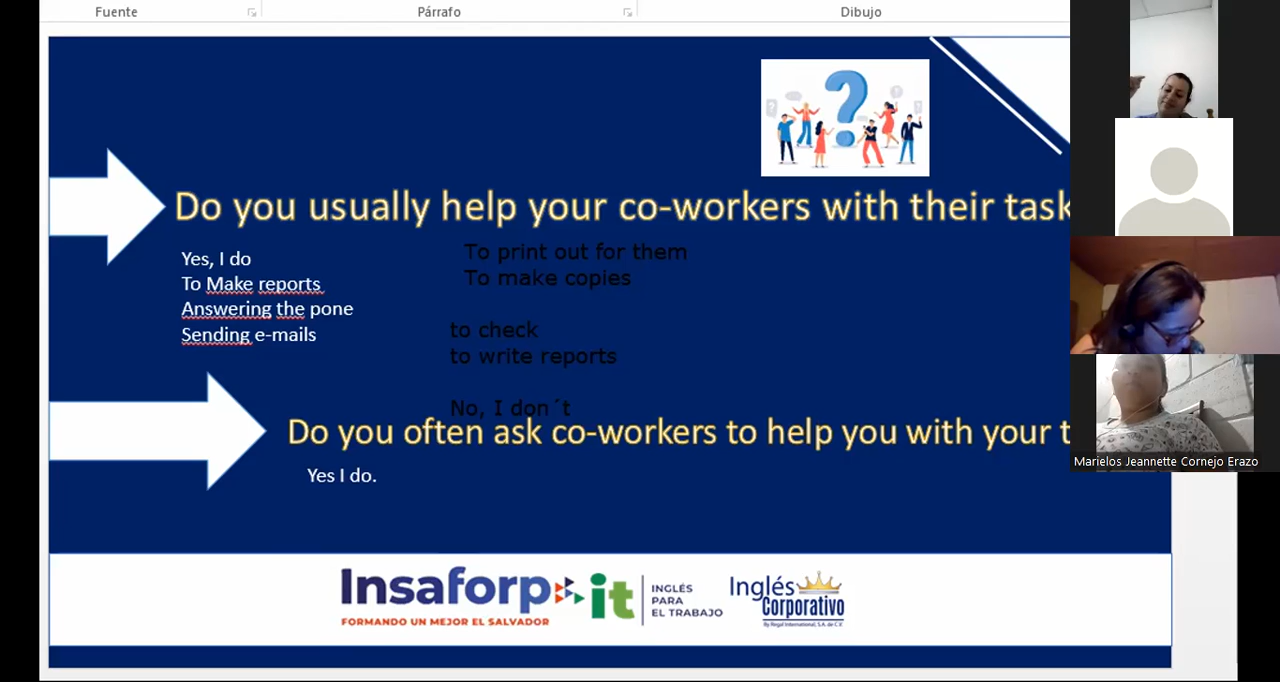 Fuente
Párrafo
Dibujo
Do you usually help your co-workers with their task
Yes, I do
To Make reports
Answering the pone
Sending e-mails
To print out for them
To make copies
to check
to write reports
No, I don´t
Do you often ask co-workers to help you with your t
Yes I do.
Insaforp
FORMANDO UN MEJOR EL SALVADOR
it
INGLÉS
PARA
EL TRABAJO
Inglés
Corporativo
By Regal International, S.A. de C.V.
Marielos Jeannette Cornejo Erazo